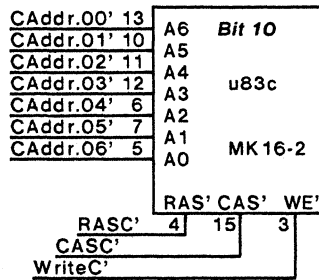 CAddr.00' 13 A6 Bit 10
CAddr.01' 10 A5
CAddr.02' 11 A4 u83c
CAddr.03' 12 A3
CAddr.04' 6 A2
CAddr.05' 7 A1 MK16-2
CAddr.06' 5 A0
RAS' CAS' WE'
RASC' 4 15 3
CASC'
WriteC'